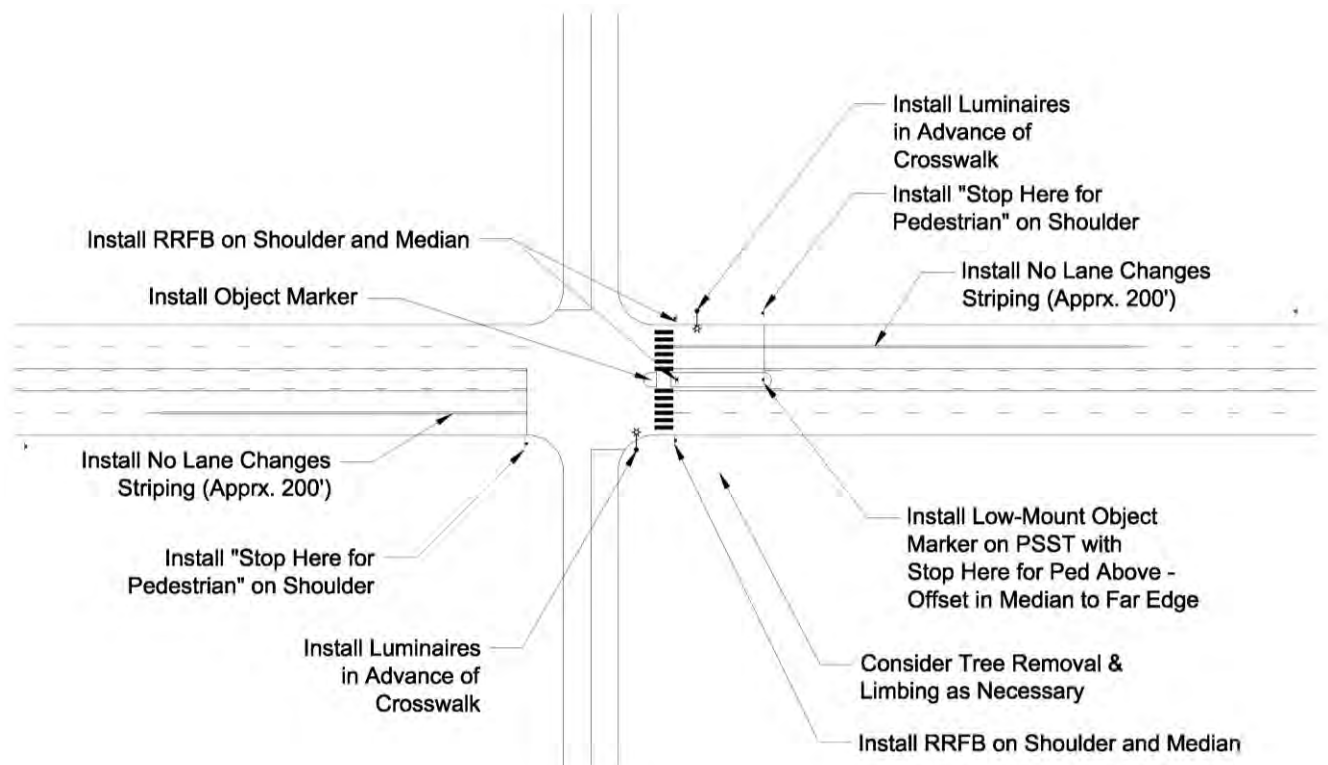 Install Luminaires
in Advance of
Crosswalk
Install "Stop Here for
Pedestrian" on Shoulder
Install RRFB on Shoulder and Median
Install No Lane Changes
Striping (Apprx. 200')
Install Object Marker
Install No Lane Changes
Striping (Apprx. 200')
Install Low-Mount Object
Marker on PSST with
Stop Here for Ped Above -
Offset in Median to Far Edge
Install "Stop Here for
Pedestrian" on Shoulder
Install Luminaires
in Advance of
Crosswalk
Consider Tree Removal &
Limbing as Necessary
Install RRFB on Shoulder and Median